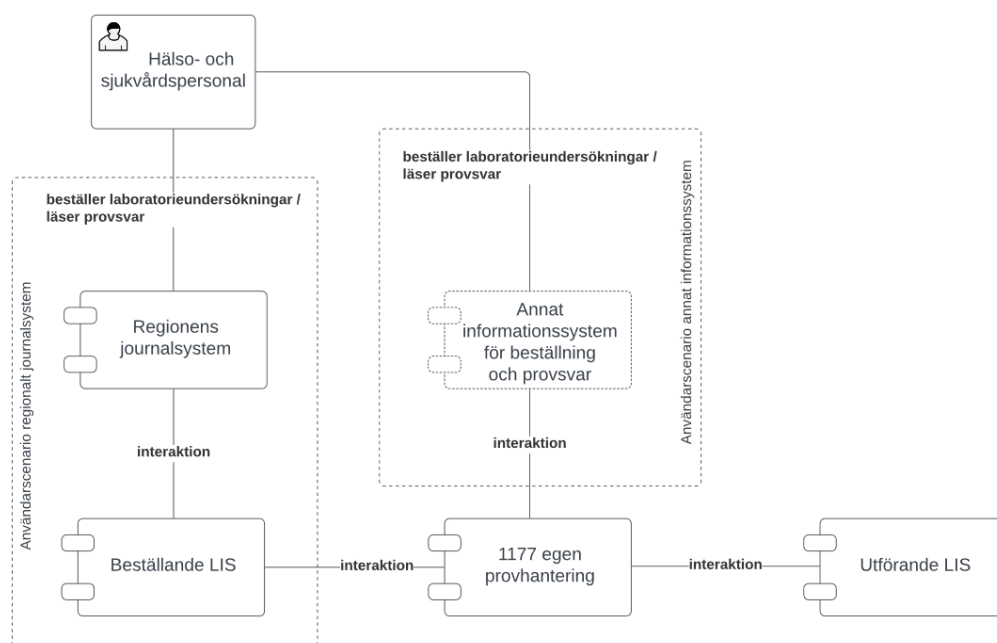 Hälso- och
sjukvårdspersonal
beställer laboratorieundersökningar /
läser provsvar
beställer laboratorieundersökningar /
läser provsvar
Användarscenario annat informationssystem
Användarscenario regionalt journalsystem
Regionens
journalsystem
Annat
informationssystem
för beställning
och provsvar
interaktion
interaktion
Beställande LIS
interaktion
1177 egen
provhantering
interaktion
Utförande LIS